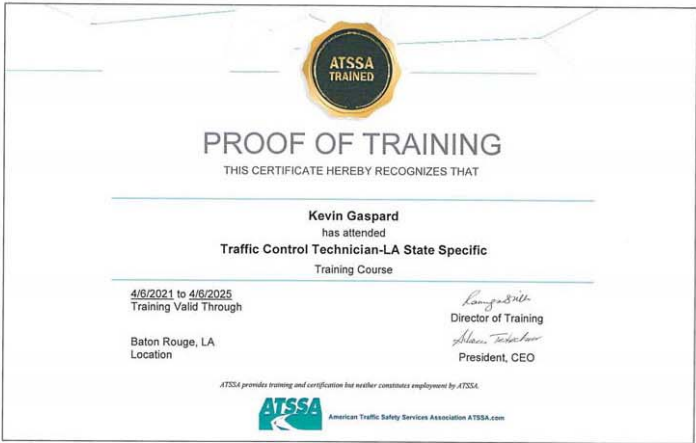 ATSSA
TRAINED
PROOF OF TRAINING
THIS CERTIFICATE HEREBY RECOGNIZES THAT
Kevin Gaspard
has attended
Traffic Control Technician-LA State Specific
Training Course
4/6/2021 to 4/6/2025
Training Valid Through
Director of Training
Baton Rouge, LA
Location
President, CEO
ATSSA provides training and certification but neither constitutes employment by ATSSA.
ATSSA
American Traffic Safety Services Association ATSSA.com